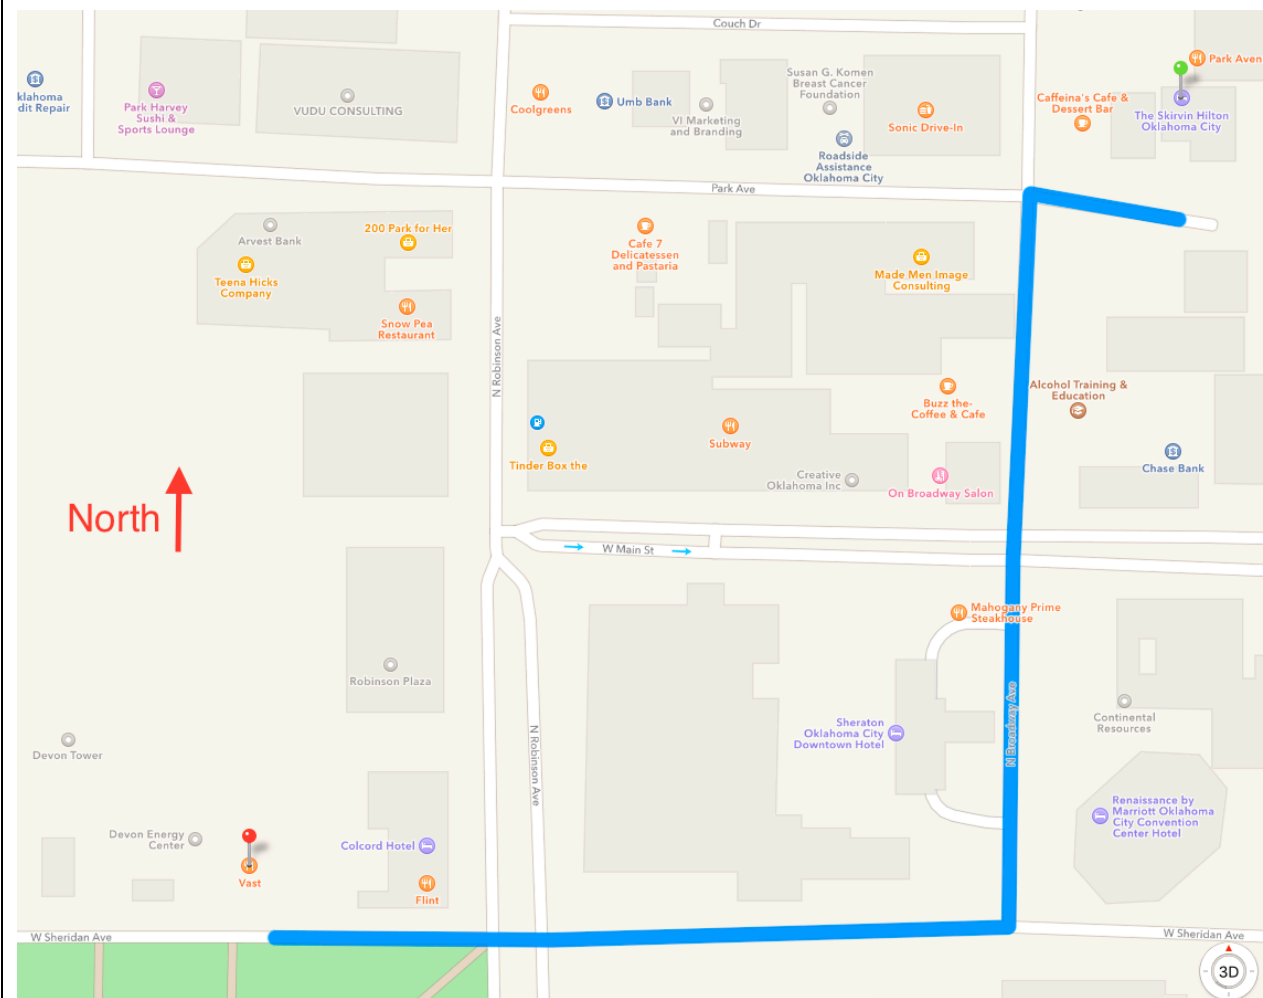 Couch Dr
klahoma
dit Repair
Park Harvey
Sushi &
Sports Lounge
VUDU CONSULTING
Coolgreens
Umb Bank
VI Marketing
and Branding
Susan G. Komen
Breast Cancer
Foundation
Roadside
Assistance
Oklahoma City
Sonic Drive-In
Park Aven
Caffeina's Cafe &
Dessert Bar
The Skirvin Hilton
Oklahoma City
Park Ave
Arvest Bank
200 Park for Her
Teena Hicks
Company
Snow Pea
Restaurant
Cafe 7
Delicatessen
and Pastaria
Made Men Image
Consulting
N Robinson Ave
Buzz the-
Coffee & Cafe
Alcohol Training &
Education
Subway
Tinder Box the
Creative
Oklahoma Inc
On Broadway Salon
Chase Bank
North
W Main St
Mahogany Prime
Steakhouse
Robinson Plaza
Devon Tower
N Robinson Ave
Sheraton
Oklahoma City
Downtown Hotel
N Broadway Ave
Continental
Resources
Renaissance by
Marriott Oklahoma
City Convention
Center Hotel
Devon Energy
Center
Vast
Colcord Hotel
Flint
W Sheridan Ave
W Sheridan Ave
3D